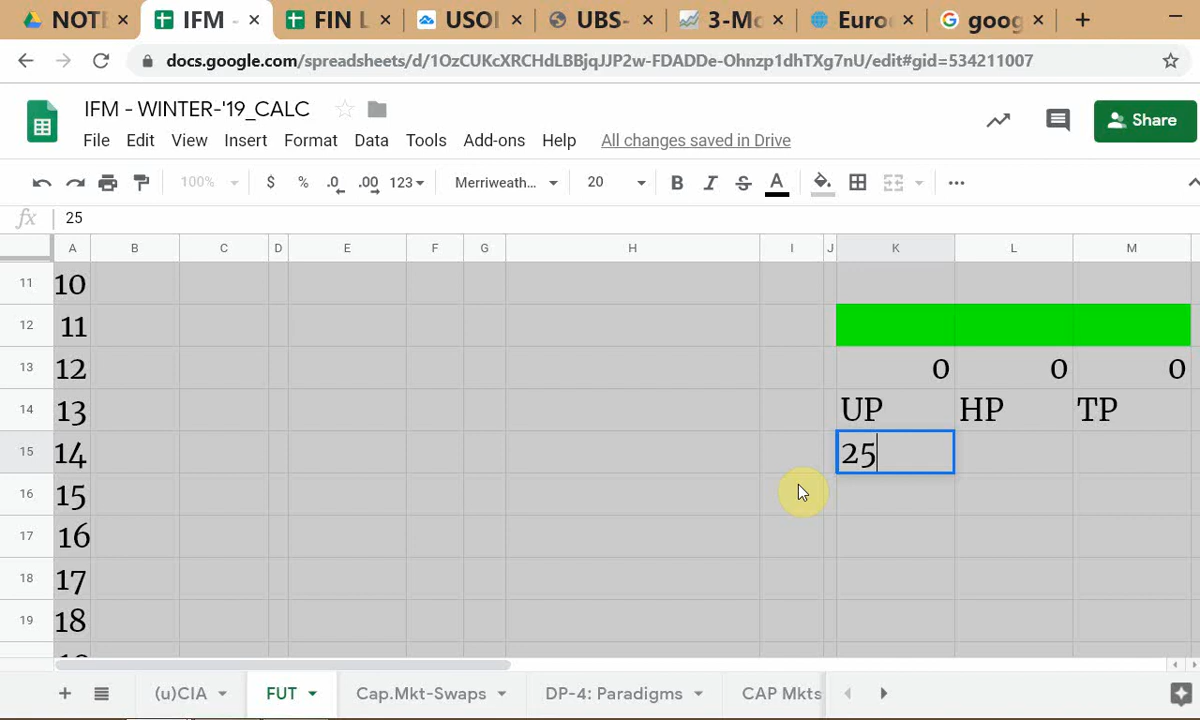 NOTE
IFM -
FIN L
USOI
UBS-
3-Mo
Euro
goog
docs.google.com/spreadsheets/d/1OzCUKcXRCHdLBBjqJJP2w-FDADDe-Ohnzp1dhTXg7nU/edit#gid=534211007
IFM - WINTER-'19_CALC
Share
File Edit View Insert Format Data Tools Add-ons Help All changes saved in Drive
100% $ % .0 .00 123 Merriweath... 20 B I S A
fx 25
A B C D E F G H I J K L M
11 10
12 11
13 12 0 0 0
14 13 UP HP TP
15 14 25
16 15
17 16
18 17
19 18
(u)CIA FUT Cap.Mkt-Swaps DP-4: Paradigms CAP Mkts